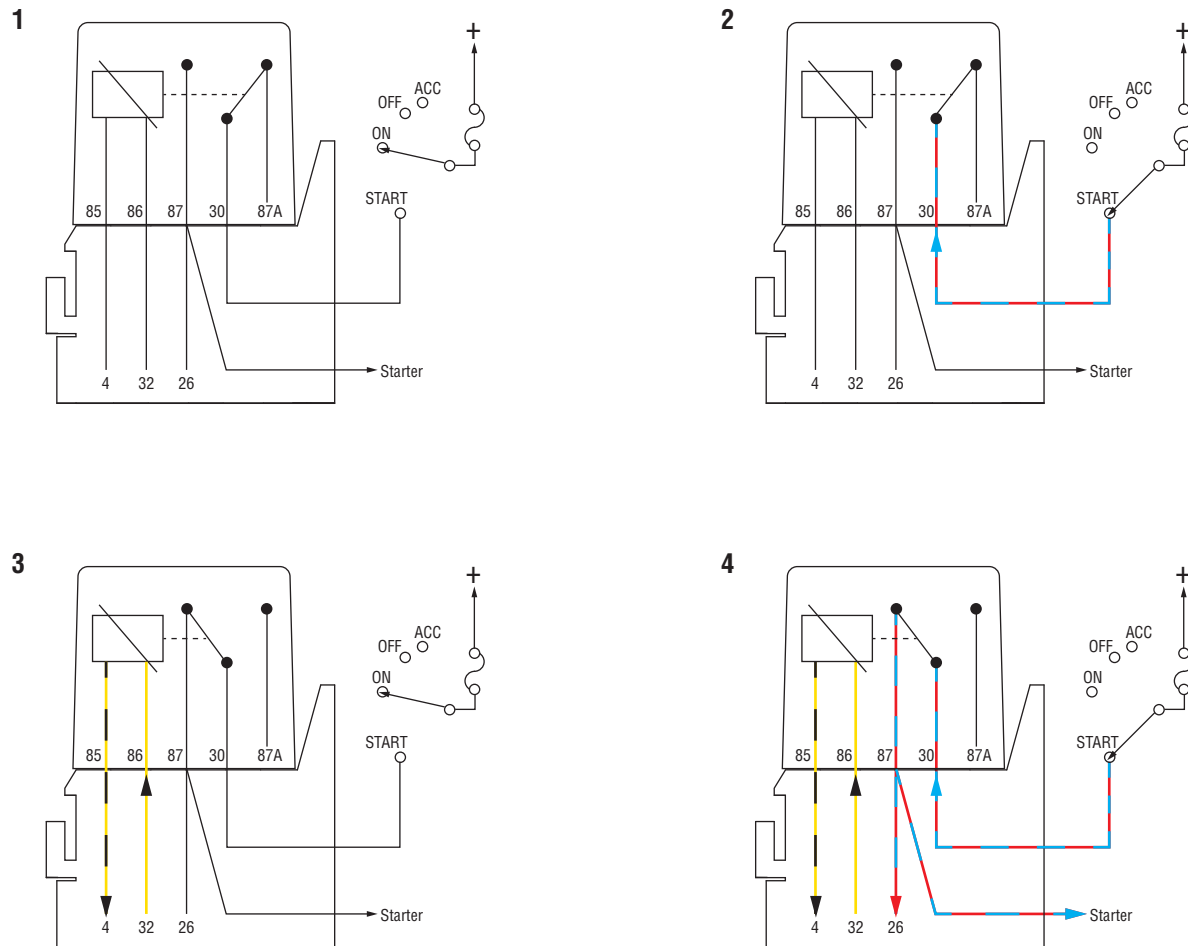 1
+
ACC
OFF
ON
START
85 86 87 30 87A
Starter
4 32 26
2
+
ACC
OFF
ON
START
85 86 87 30 87A
Starter
4 32 26
3
+
ACC
OFF
ON
START
85 86 87 30 87A
Starter
4 32 26
4
+
ACC
OFF
ON
START
85 86 87 30 87A
Starter
4 32 26